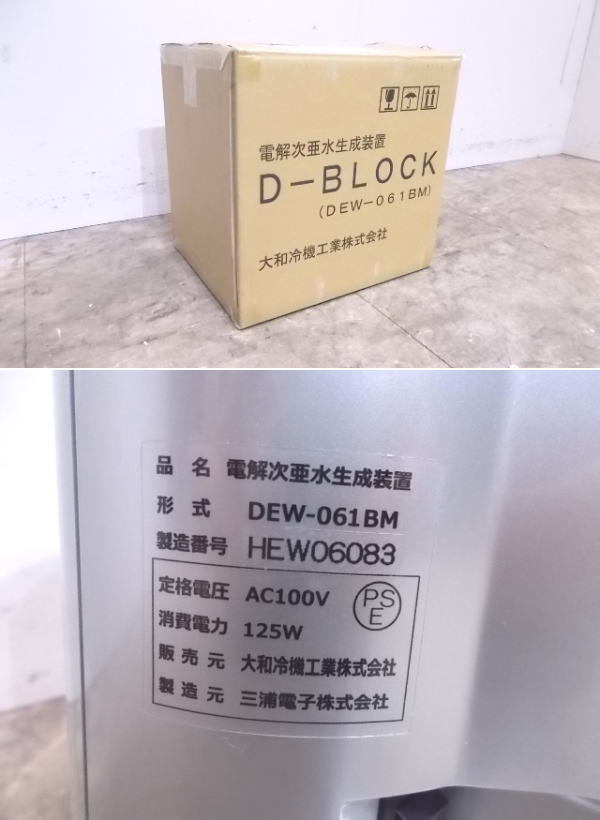 電解次亜水生成装置
D-BLOCK
(DEW-061BM)
大和冷機工業株式会社
品名 電解次亜水生成装置
形式 DEW-061BM
製造番号 HEW06083
定格電圧 AC100V
PSE
消費電力 125W
販売元 大和冷機工業株式会社
製造元 三浦電子株式会社